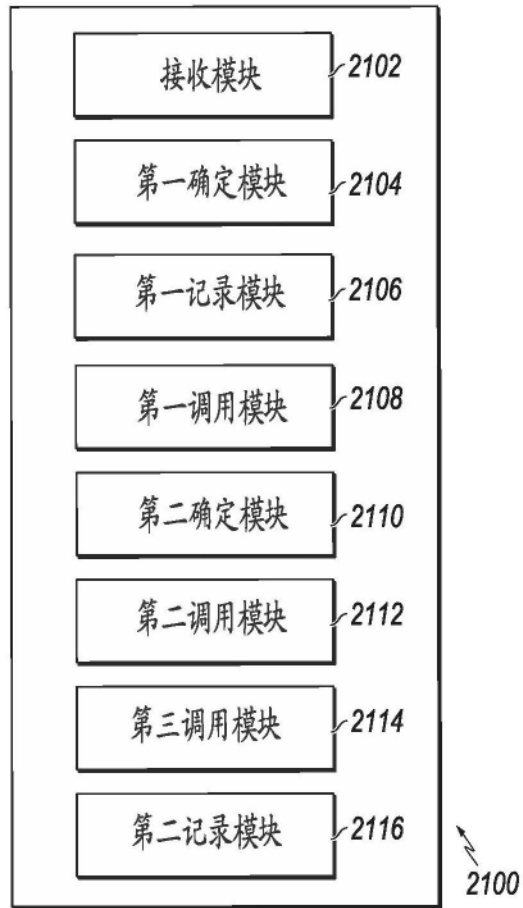 接收模块 2102
第一确定模块 2104
第一记录模块 2106
第一调用模块 2108
第二确定模块 2110
第二调用模块 2112
第三调用模块 2114
第二记录模块 2116
2100